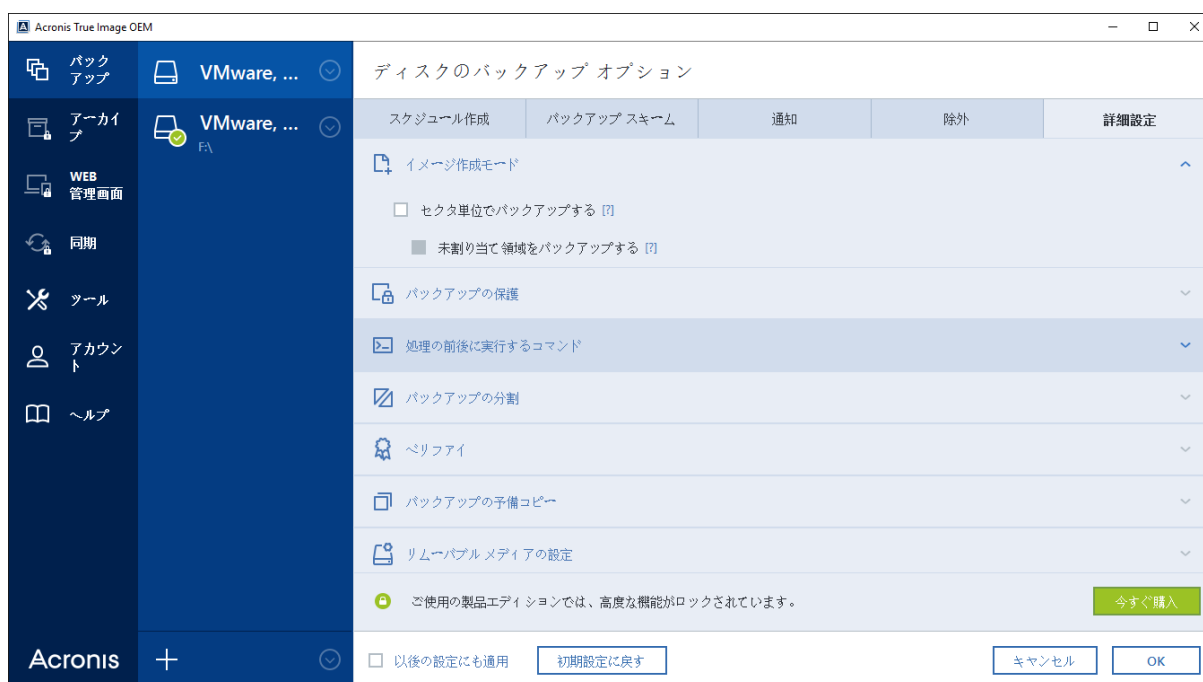 Acronis True Image OEM
バック
アップ
VMware, ...
ディスクのバックアップ オプション
アーカイ
ブ
VMware, ...
F:\
スケジュール作成
バックアップ スキーム
通知
除外
詳細設定
イメージ作成モード
WEB
管理画面
セクタ単位でバックアップする [?]
同期
未割り当て領域をバックアップする [?]
ツール
バックアップの保護
アカウン
ト
処理の前後に実行するコマンド
ヘルプ
バックアップの分割
ベリファイ
バックアップの予備コピー
リムーバブル メディアの設定
ご使用の製品エディションでは、高度な機能がロックされています。
今すぐ購入
Acronis
以後の設定にも適用
初期設定に戻す
キャンセル
OK